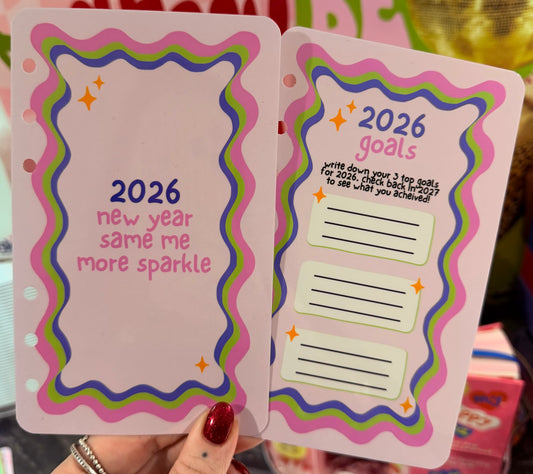 2026
new year
same me
more sparkle
2026
goals
write down your 3 top goals
for 2026. check back in 2027
to see what you acheived!